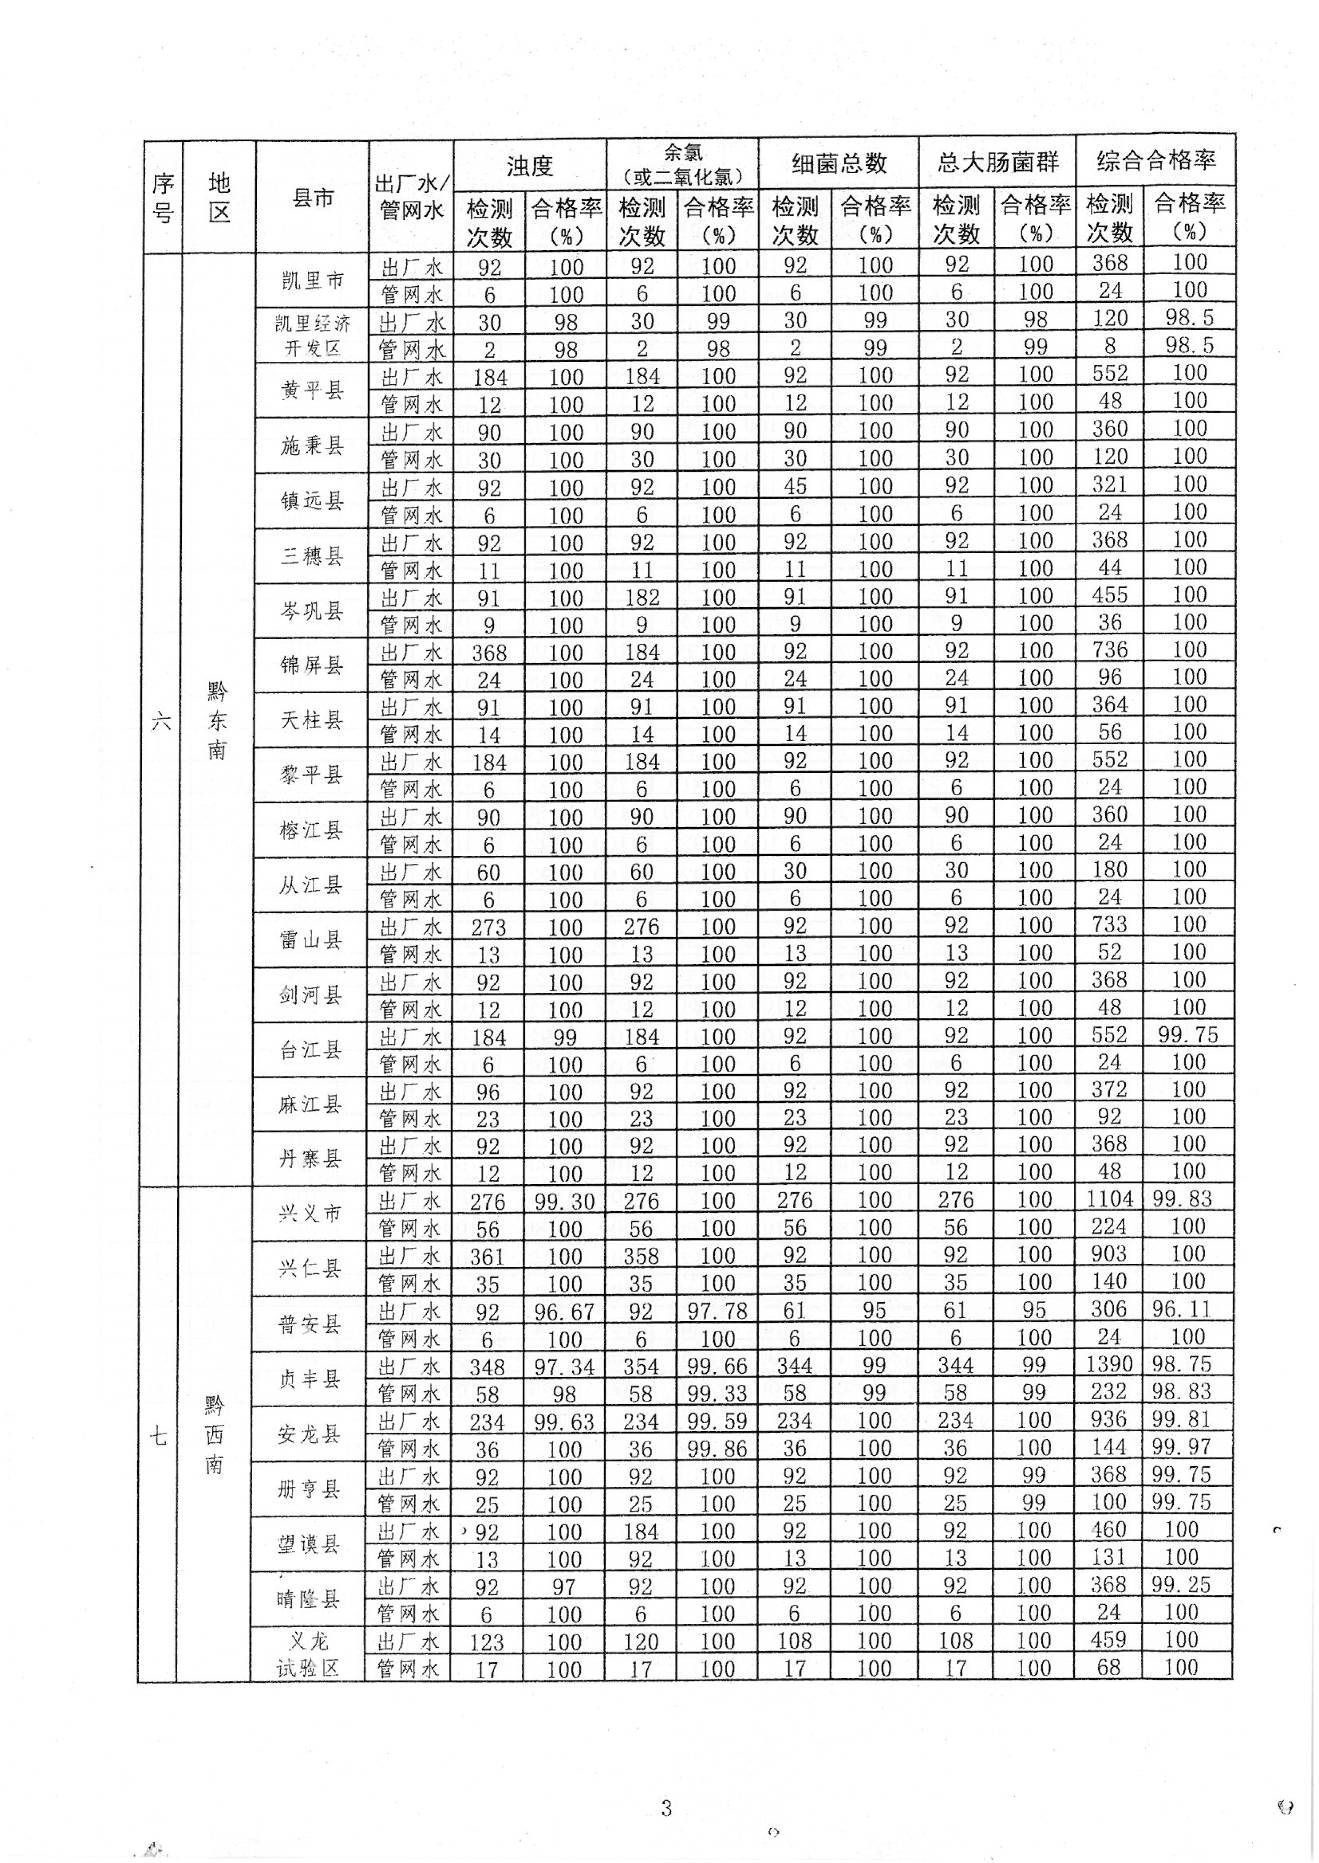 序号 地区 县市 出厂水/管网水 浊度 余氯（或二氧化氯） 细菌总数 总大肠菌群 综合合格率
检测次数 合格率(%) 检测次数 合格率(%) 检测次数 合格率(%) 检测次数 合格率(%) 检测次数 合格率(%)
六 黔东南 凯里市 出厂水 92 100 92 100 92 100 92 100 368 100
管网水 6 100 6 100 6 100 6 100 24 100
凯里经济开发区 出厂水 30 98 30 99 30 99 30 98 120 98.5
管网水 2 98 2 98 2 99 2 99 8 98.5
黄平县 出厂水 184 100 184 100 92 100 92 100 552 100
管网水 12 100 12 100 12 100 12 100 48 100
施秉县 出厂水 90 100 90 100 90 100 90 100 360 100
管网水 30 100 30 100 30 100 30 100 120 100
镇远县 出厂水 92 100 92 100 45 100 92 100 321 100
管网水 6 100 6 100 6 100 6 100 24 100
三穗县 出厂水 92 100 92 100 92 100 92 100 368 100
管网水 11 100 11 100 11 100 11 100 44 100
岑巩县 出厂水 91 100 182 100 91 100 91 100 455 100
管网水 9 100 9 100 9 100 9 100 36 100
锦屏县 出厂水 368 100 184 100 92 100 92 100 736 100
管网水 24 100 24 100 24 100 24 100 96 100
天柱县 出厂水 91 100 91 100 91 100 91 100 364 100
管网水 14 100 14 100 14 100 14 100 56 100
黎平县 出厂水 184 100 184 100 92 100 92 100 552 100
管网水 6 100 6 100 6 100 6 100 24 100
榕江县 出厂水 90 100 90 100 90 100 90 100 360 100
管网水 6 100 6 100 6 100 6 100 24 100
从江县 出厂水 60 100 60 100 30 100 30 100 180 100
管网水 6 100 6 100 6 100 6 100 24 100
雷山县 出厂水 273 100 276 100 92 100 92 100 733 100
管网水 13 100 13 100 13 100 13 100 52 100
剑河县 出厂水 92 100 92 100 92 100 92 100 368 100
管网水 12 100 12 100 12 100 12 100 48 100
台江县 出厂水 184 99 184 100 92 100 92 100 552 99.75
管网水 6 100 6 100 6 100 6 100 24 100
麻江县 出厂水 96 100 92 100 92 100 92 100 372 100
管网水 23 100 23 100 23 100 23 100 92 100
丹寨县 出厂水 92 100 92 100 92 100 92 100 368 100
管网水 12 100 12 100 12 100 12 100 48 100
七 黔西南 兴义市 出厂水 276 99.30 276 100 276 100 276 100 1104 99.83
管网水 56 100 56 100 56 100 56 100 224 100
兴仁县 出厂水 361 100 358 100 92 100 92 100 903 100
管网水 35 100 35 100 35 100 35 100 140 100
普安县 出厂水 92 96.67 92 97.78 61 95 61 95 306 96.11
管网水 6 100 6 100 6 100 6 100 24 100
贞丰县 出厂水 348 97.34 354 99.66 344 99 344 99 1390 98.75
管网水 58 98 58 99.33 58 99 58 99 232 98.83
安龙县 出厂水 234 99.63 234 99.59 234 100 234 100 936 99.81
管网水 36 100 36 99.86 36 100 36 100 144 99.97
册亨县 出厂水 92 100 92 100 92 100 92 99 368 99.75
管网水 25 100 25 100 25 100 25 99 100 99.75
望谟县 出厂水 92 100 184 100 92 100 92 100 460 100
管网水 13 100 92 100 13 100 13 100 131 100
晴隆县 出厂水 92 97 92 100 92 100 92 100 368 99.25
管网水 6 100 6 100 6 100 6 100 24 100
义龙试验区 出厂水 123 100 120 100 108 100 108 100 459 100
管网水 17 100 17 100 17 100 17 100 68 100
3